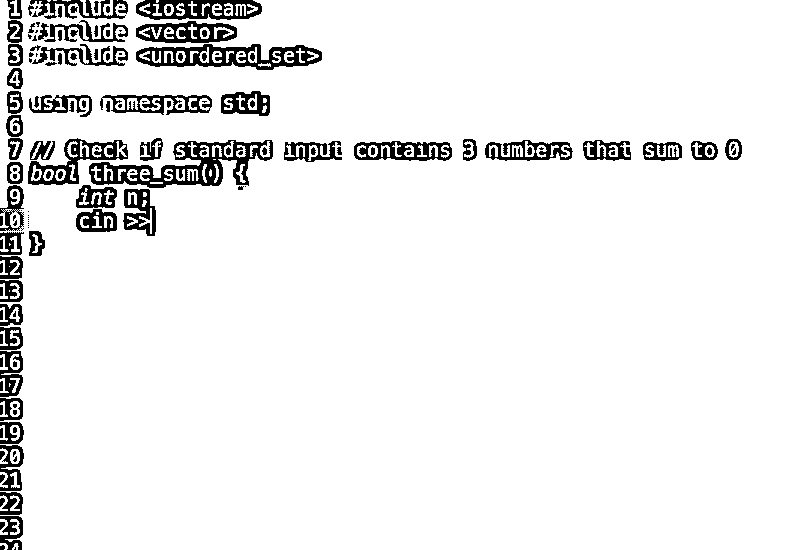 1 #include <iostream>
2 #include <vector>
3 #include <unordered_set>
4
5 using namespace std;
6
7 // Check if standard input contains 3 numbers that sum to 0
8 bool three_sum() {
9     int n;
10     cin >>
11 }
12
13
14
15
16
17
18
19
20
21
22
23
24